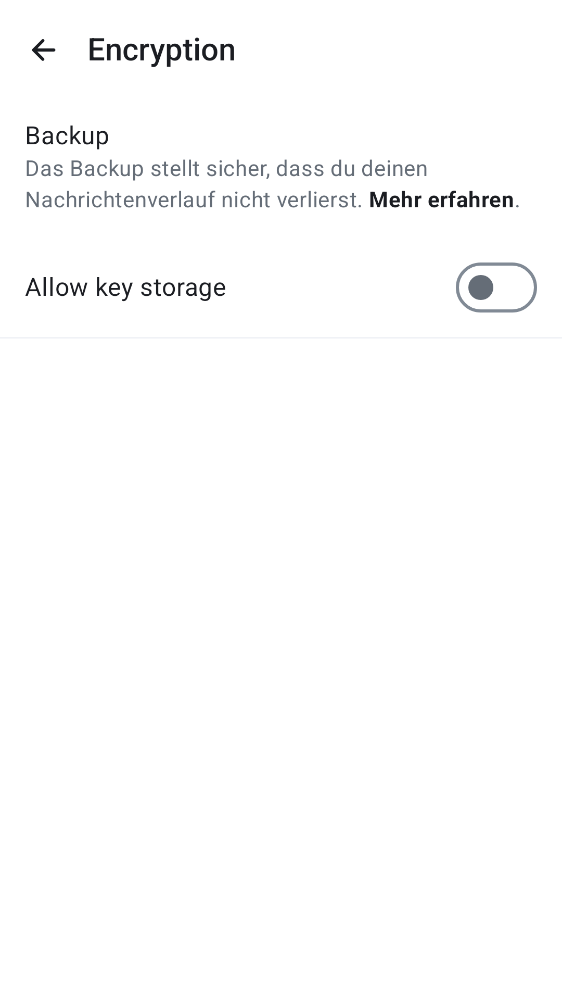 Encryption
Backup
Das Backup stellt sicher, dass du deinen
Nachrichtenverlauf nicht verlierst. Mehr erfahren.
Allow key storage